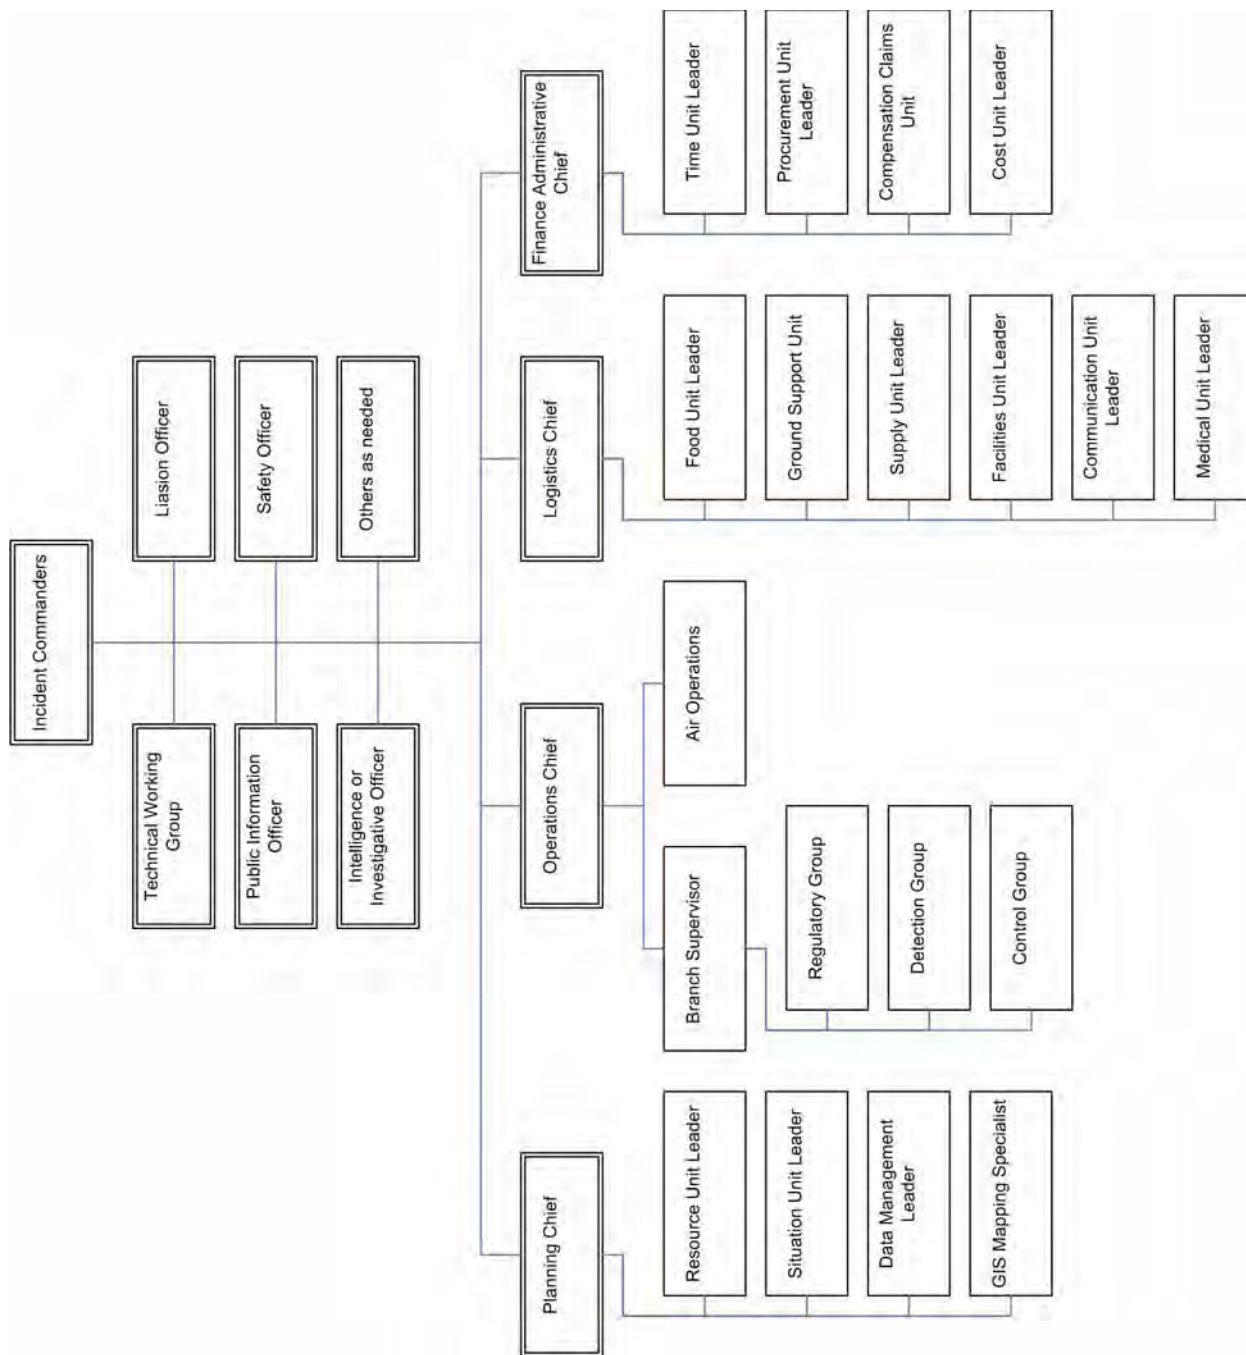 Incident Commanders
Technical Working
Group
Liasion Officer
Public Information
Officer
Safety Officer
Intelligence or
Investigative Officer
Others as needed
Planning Chief
Operations Chief
Logistics Chief
Finance Administrative
Chief
Resource Unit Leader
Situation Unit Leader
Data Management
Leader
GIS Mapping Specialist
Branch Supervisor
Air Operations
Regulatory Group
Detection Group
Control Group
Food Unit Leader
Ground Support Unit
Supply Unit Leader
Facilities Unit Leader
Communication Unit
Leader
Medical Unit Leader
Time Unit Leader
Procurement Unit
Leader
Compensation Claims
Unit
Cost Unit Leader